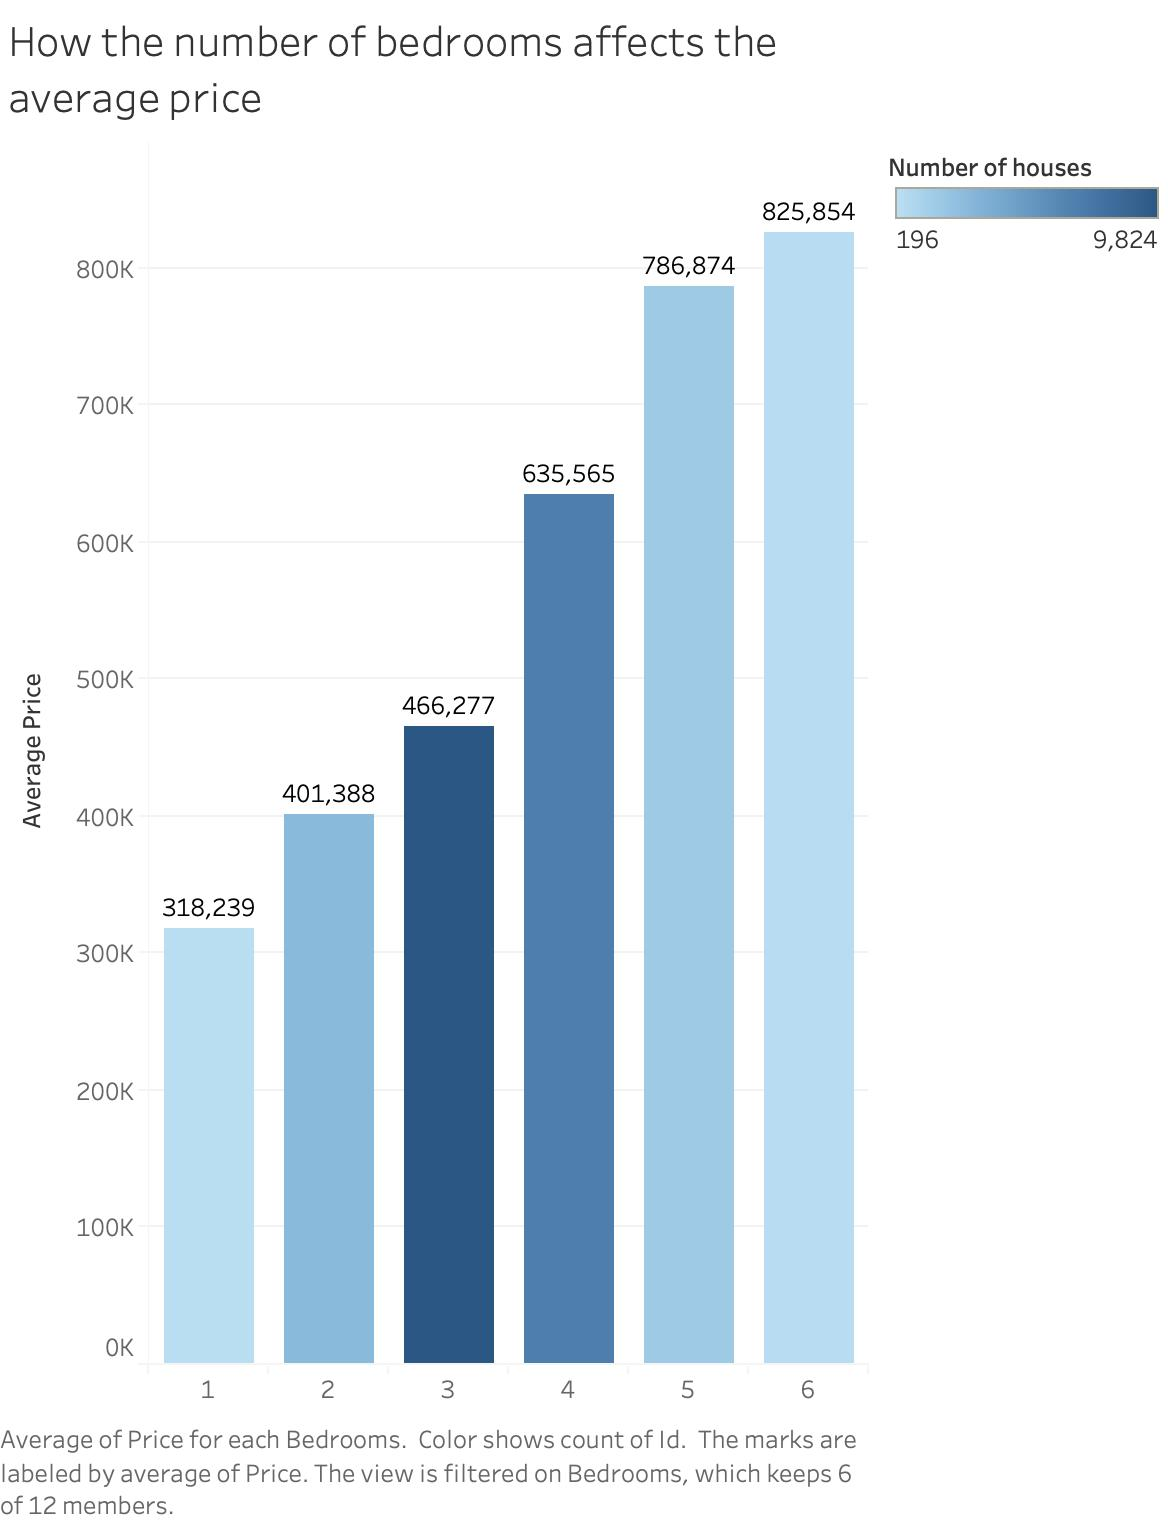 How the number of bedrooms affects the
average price
Number of houses
196 9,824
825,854
800K
786,874
700K
635,565
600K
500K
466,277
Average Price
401,388
400K
318,239
300K
200K
100K
0K
1 2 3 4 5 6
Average of Price for each Bedrooms.  Color shows count of Id.  The marks are
labeled by average of Price. The view is filtered on Bedrooms, which keeps 6
of 12 members.